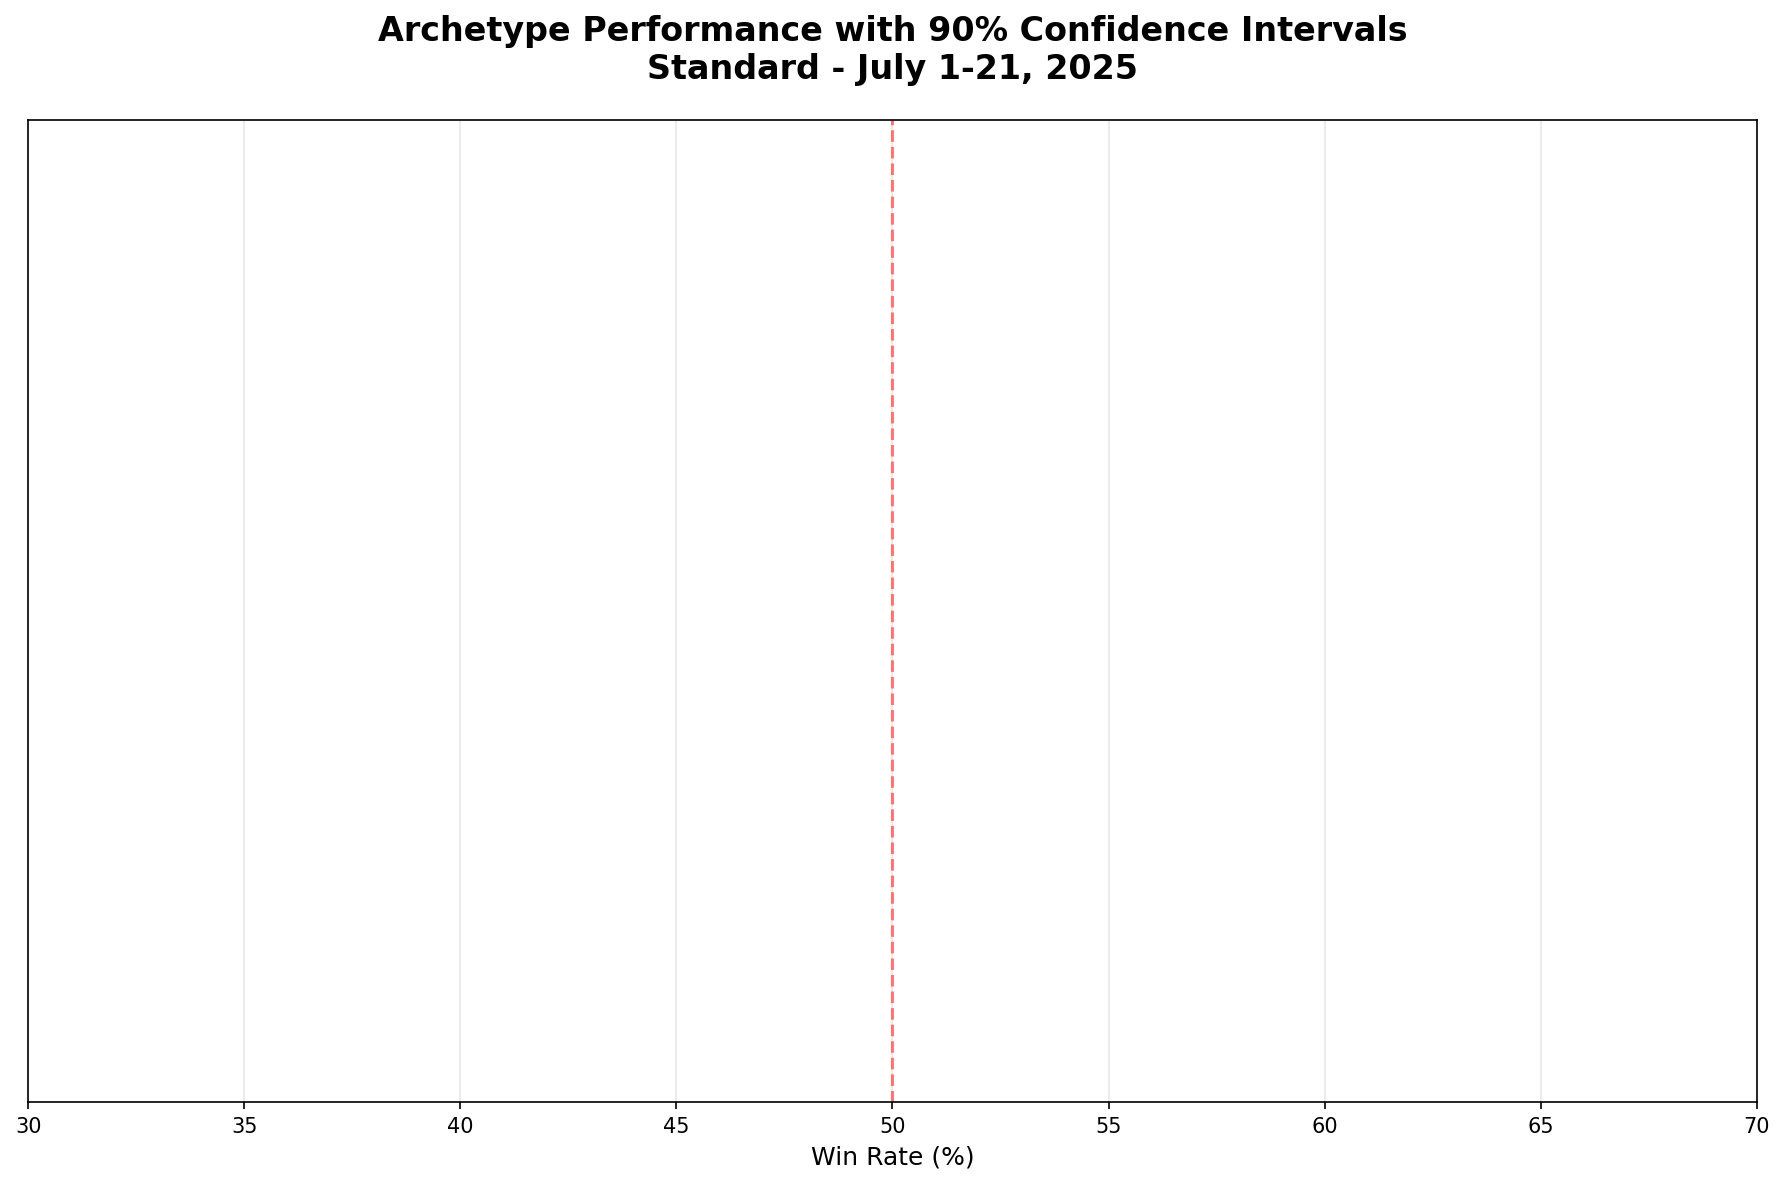 Archetype Performance with 90% Confidence Intervals
Standard - July 1-21, 2025
30 35 40 45 50 55 60 65 70
Win Rate (%)